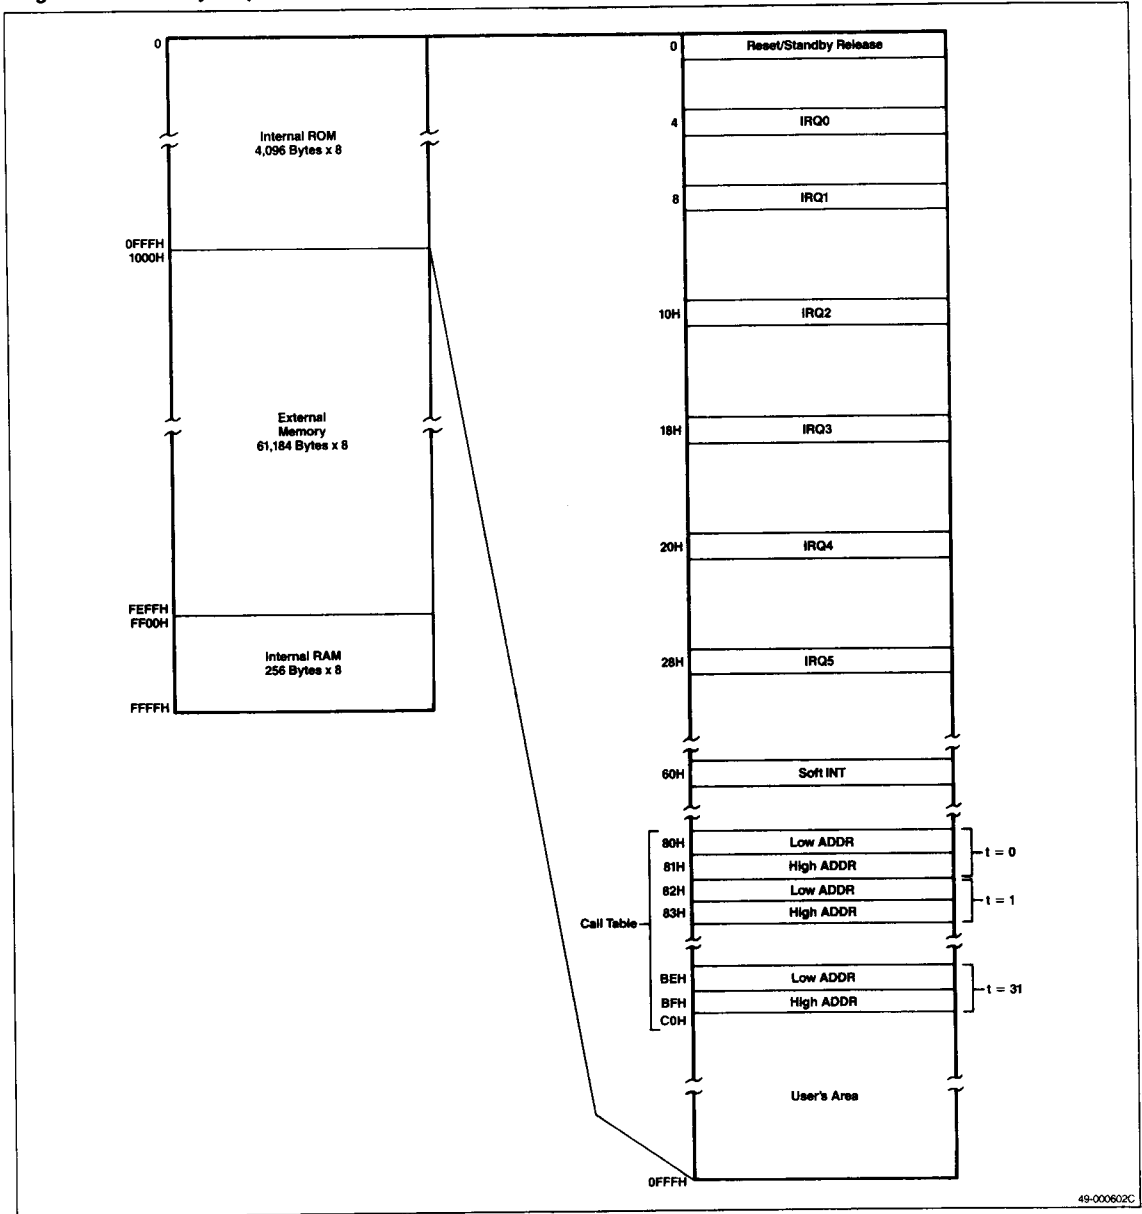 0
Internal ROM
4,096 Bytes x 8
0FFFH
1000H
External
Memory
61,184 Bytes x 8
FEFFH
FF00H
Internal RAM
256 Bytes x 8
FFFFH
0
Reset/Standby Release
4
IRQ0
8
IRQ1
10H
IRQ2
18H
IRQ3
20H
IRQ4
28H
IRQ5
60H
Soft INT
Call Table
80H
Low ADDR
81H
High ADDR
t = 0
82H
Low ADDR
83H
High ADDR
t = 1
BEH
Low ADDR
BFH
High ADDR
t = 31
C0H
User's Area
0FFFH
49-000602C